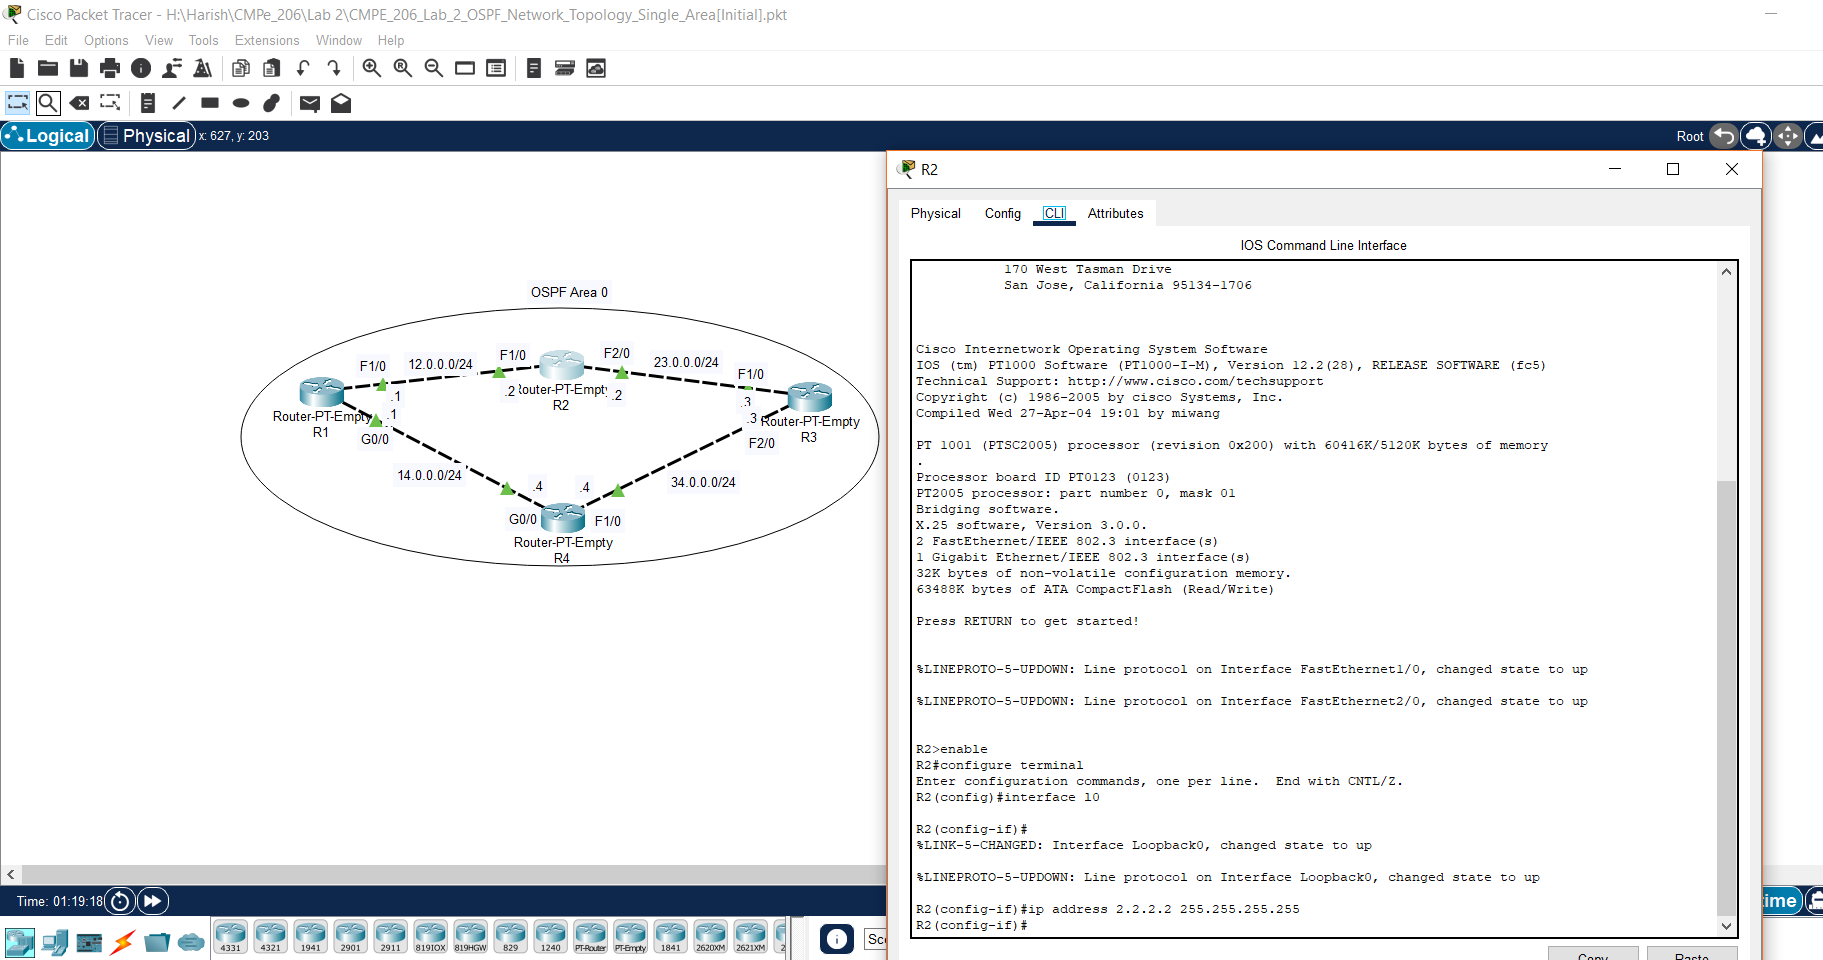 Cisco Packet Tracer - H:\Harish\CMPe_206\Lab 2\CMPE_206_Lab_2_OSPF_Network_Topology_Single_Area[Initial].pkt
File Edit Options View Tools Extensions Window Help
Logical Physical x: 627, y: 203 Root
OSPF Area 0
F1/0 12.0.0.0/24 F1/0 F2/0 23.0.0.0/24 F1/0
.1 .2 Router-PT-Empty .2 .3
R2
Router-PT-Empty .1 .3 Router-PT-Empty
R1 G0/0 F2/0 R3
14.0.0.0/24 .4 .4 34.0.0.0/24
G0/0 F1/0
Router-PT-Empty
R4
R2
Physical Config CLI Attributes
IOS Command Line Interface
170 West Tasman Drive
San Jose, California 95134-1706
Cisco Internetwork Operating System Software
IOS (tm) PT1000 Software (PT1000-I-M), Version 12.2(28), RELEASE SOFTWARE (fc5)
Technical Support: http://www.cisco.com/techsupport
Copyright (c) 1986-2005 by cisco Systems, Inc.
Compiled Wed 27-Apr-04 19:01 by miwang
PT 1001 (PTSC2005) processor (revision 0x200) with 60416K/5120K bytes of memory
.
Processor board ID PT0123 (0123)
PT2005 processor: part number 0, mask 01
Bridging software.
X.25 software, Version 3.0.0.
2 FastEthernet/IEEE 802.3 interface(s)
1 Gigabit Ethernet/IEEE 802.3 interface(s)
32K bytes of non-volatile configuration memory.
63488K bytes of ATA CompactFlash (Read/Write)
Press RETURN to get started!
%LINEPROTO-5-UPDOWN: Line protocol on Interface FastEthernet1/0, changed state to up
%LINEPROTO-5-UPDOWN: Line protocol on Interface FastEthernet2/0, changed state to up
R2>enable
R2#configure terminal
Enter configuration commands, one per line.  End with CNTL/Z.
R2(config)#interface l0
R2(config-if)#
%LINK-5-CHANGED: Interface Loopback0, changed state to up
%LINEPROTO-5-UPDOWN: Line protocol on Interface Loopback0, changed state to up
R2(config-if)#ip address 2.2.2.2 255.255.255.255
R2(config-if)#
Copy Paste
Time: 01:19:18 ime
4331 4321 1941 2901 2911 819IOX 819HGW 829 1240 PT-Router PT-Empty 1841 2620XM 2621XM 2
Sc